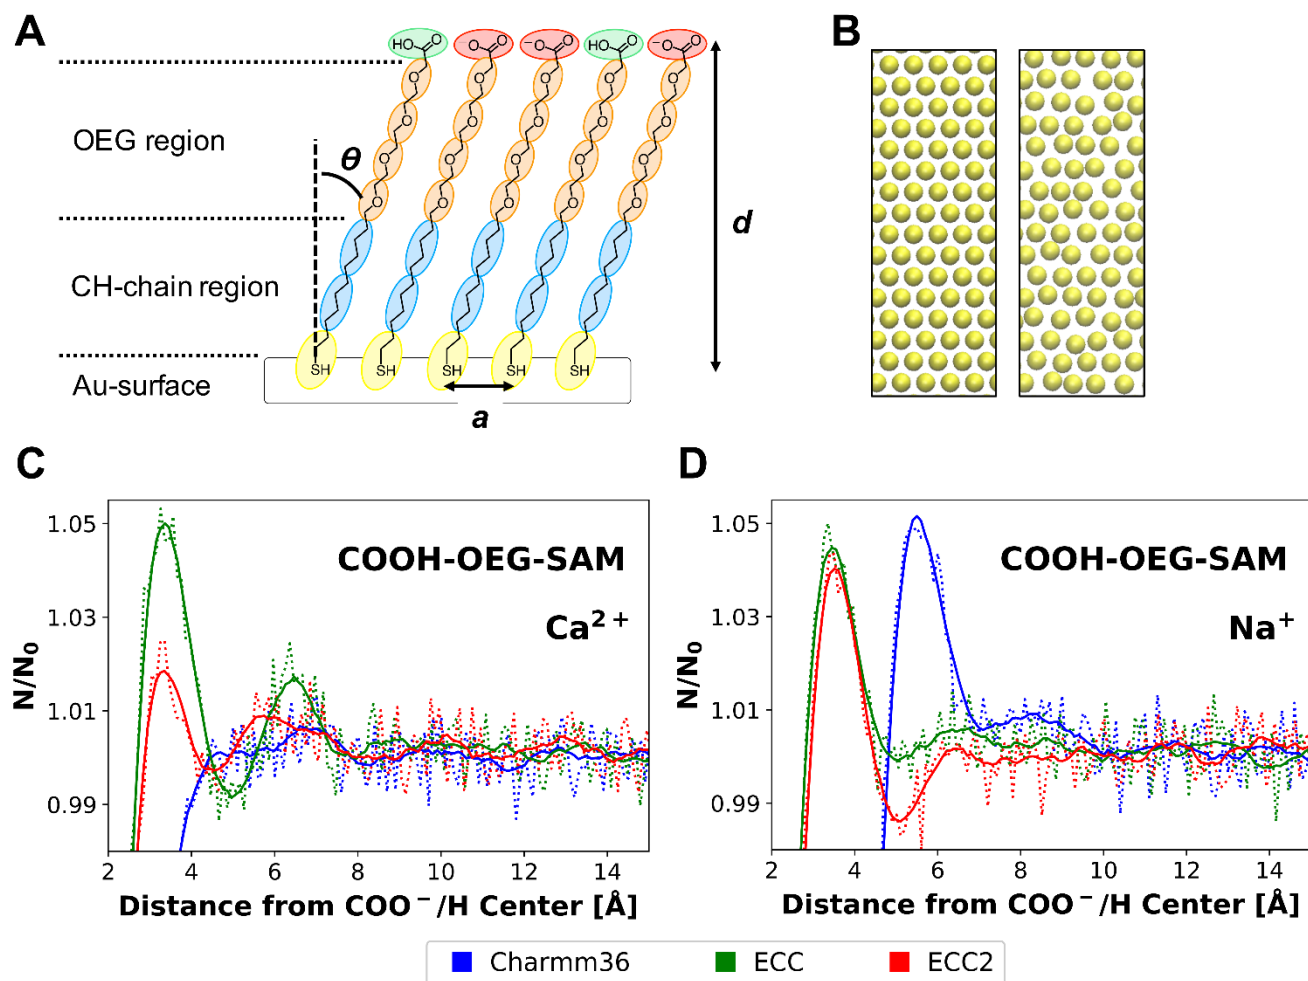 A
B
HO O
O O
⁻O O
HO O
⁻O O
O O O O O
O O O O O
O O O O O
O O O O O
OEG region
θ
d
CH-chain region
SH SH SH SH SH
Au-surface
a
C
D
1.05
1.03
1.01
0.99
N/N₀
COOH-OEG-SAM
Ca²⁺
2 4 6 8 10 12 14
Distance from COO⁻/H Center [Å]
1.05
1.03
1.01
0.99
N/N₀
COOH-OEG-SAM
Na⁺
2 4 6 8 10 12 14
Distance from COO⁻/H Center [Å]
Charmm36 ECC ECC2